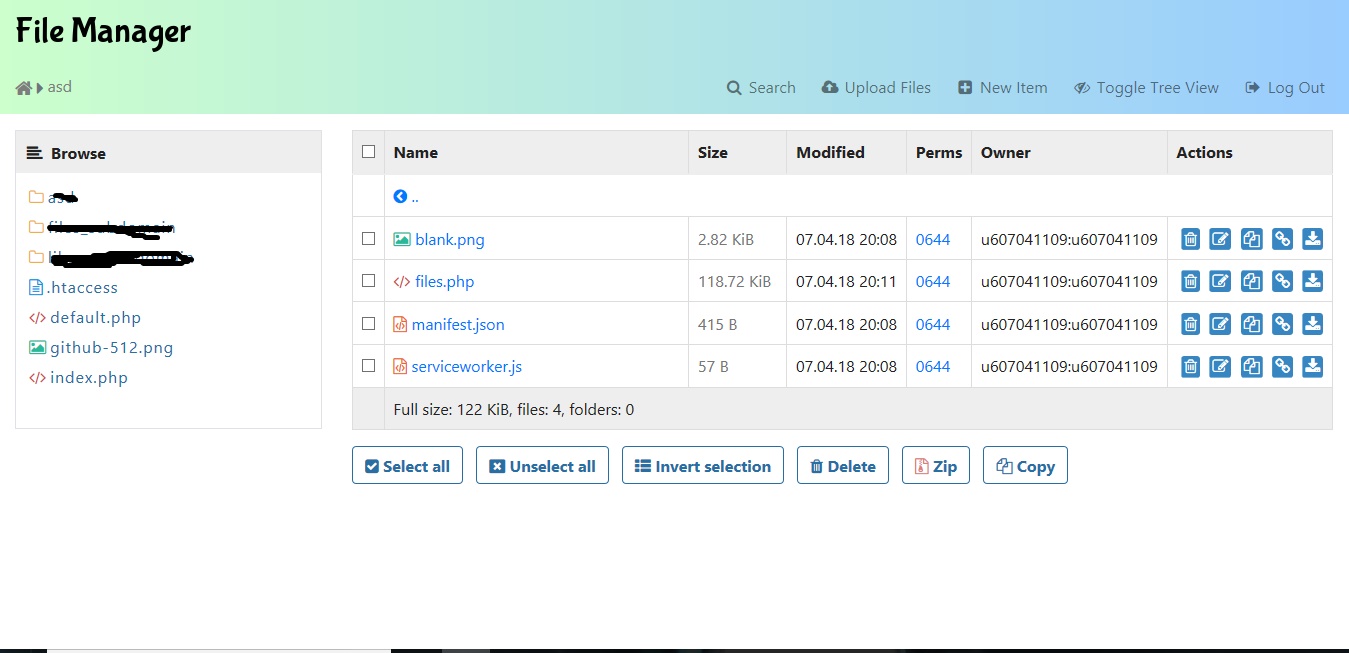 File Manager
asd
Search Upload Files New Item Toggle Tree View Log Out
Browse
.htaccess
default.php
github-512.png
index.php
Name Size Modified Perms Owner Actions
..
blank.png 2.82 KiB 07.04.18 20:08 0644 u607041109:u607041109
files.php 118.72 KiB 07.04.18 20:11 0644 u607041109:u607041109
manifest.json 415 B 07.04.18 20:08 0644 u607041109:u607041109
serviceworker.js 57 B 07.04.18 20:08 0644 u607041109:u607041109
Full size: 122 KiB, files: 4, folders: 0
Select all Unselect all Invert selection Delete Zip Copy